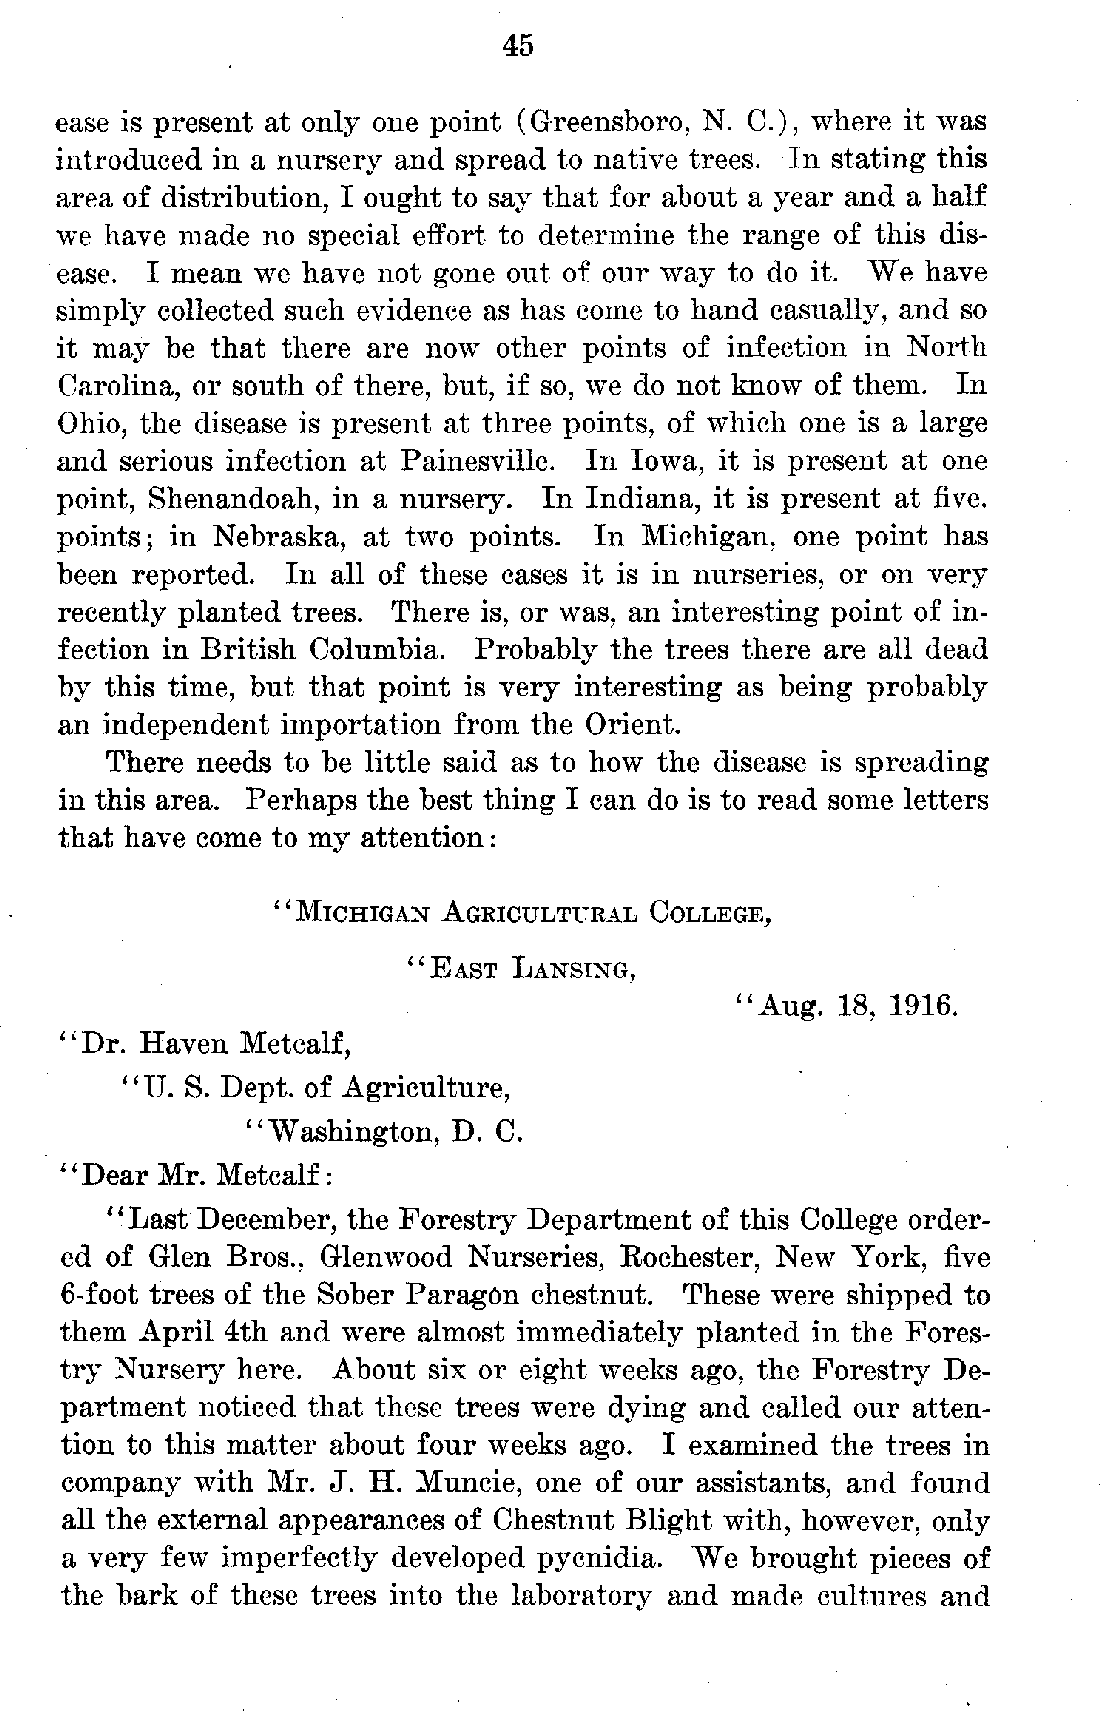 45
ease is present at only one point (Greensboro, N. C.), where it was
introduced in a nursery and spread to native trees. In stating this
area of distribution, I ought to say that for about a year and a half
we have made no special effort to determine the range of this dis-
ease. I mean we have not gone out of our way to do it. We have
simply collected such evidence as has come to hand casually, and so
it may be that there are now other points of infection in North
Carolina, or south of there, but, if so, we do not know of them. In
Ohio, the disease is present at three points, of which one is a large
and serious infection at Painesville. In Iowa, it is present at one
point, Shenandoah, in a nursery. In Indiana, it is present at five.
points; in Nebraska, at two points. In Michigan, one point has
been reported. In all of these cases it is in nurseries, or on very
recently planted trees. There is, or was, an interesting point of in-
fection in British Columbia. Probably the trees there are all dead
by this time, but that point is very interesting as being probably
an independent importation from the Orient.
There needs to be little said as to how the disease is spreading
in this area. Perhaps the best thing I can do is to read some letters
that have come to my attention:
"MICHIGAN AGRICULTURAL COLLEGE,
"EAST LANSING,
"Aug. 18, 1916.
"Dr. Haven Metcalf,
"U. S. Dept. of Agriculture,
"Washington, D. C.
"Dear Mr. Metcalf:
"Last December, the Forestry Department of this College order-
ed of Glen Bros., Glenwood Nurseries, Rochester, New York, five
6-foot trees of the Sober Paragon chestnut. These were shipped to
them April 4th and were almost immediately planted in the Fores-
try Nursery here. About six or eight weeks ago, the Forestry De-
partment noticed that these trees were dying and called our atten-
tion to this matter about four weeks ago. I examined the trees in
company with Mr. J. H. Muncie, one of our assistants, and found
all the external appearances of Chestnut Blight with, however, only
a very few imperfectly developed pycnidia. We brought pieces of
the bark of these trees into the laboratory and made cultures and